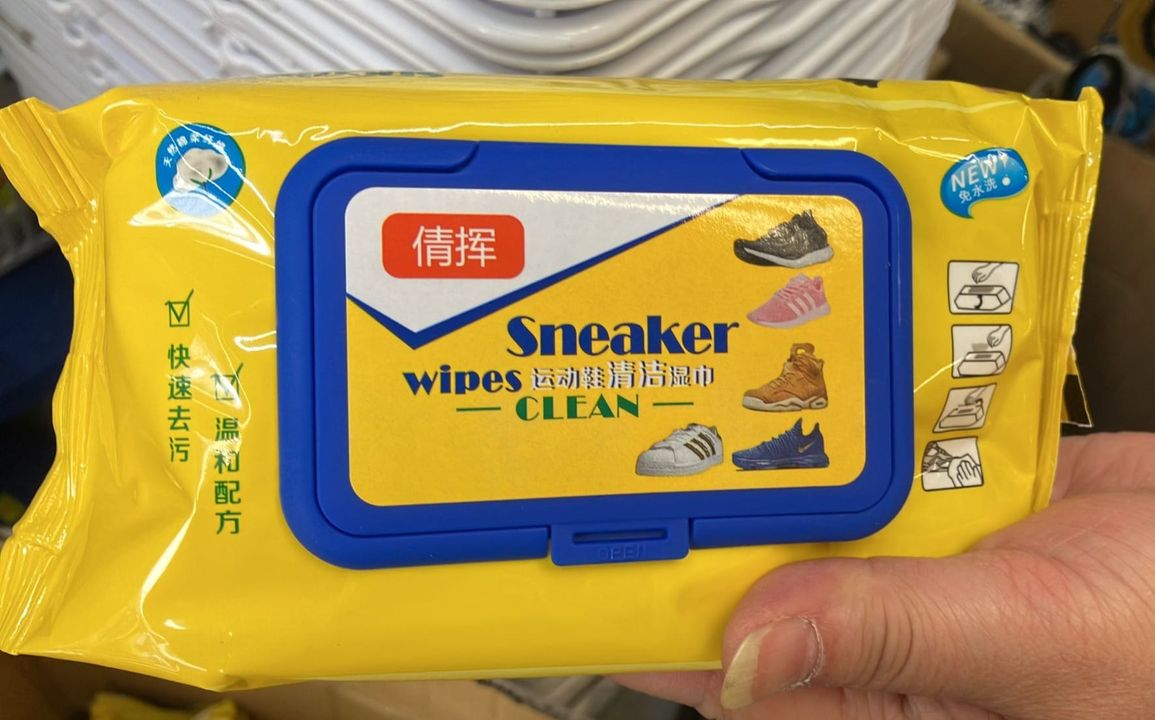 NEW!
免水洗
倩挥
Sneaker
wipes 运动鞋清洁湿巾
CLEAN
快速去污
温和配方
OPEN